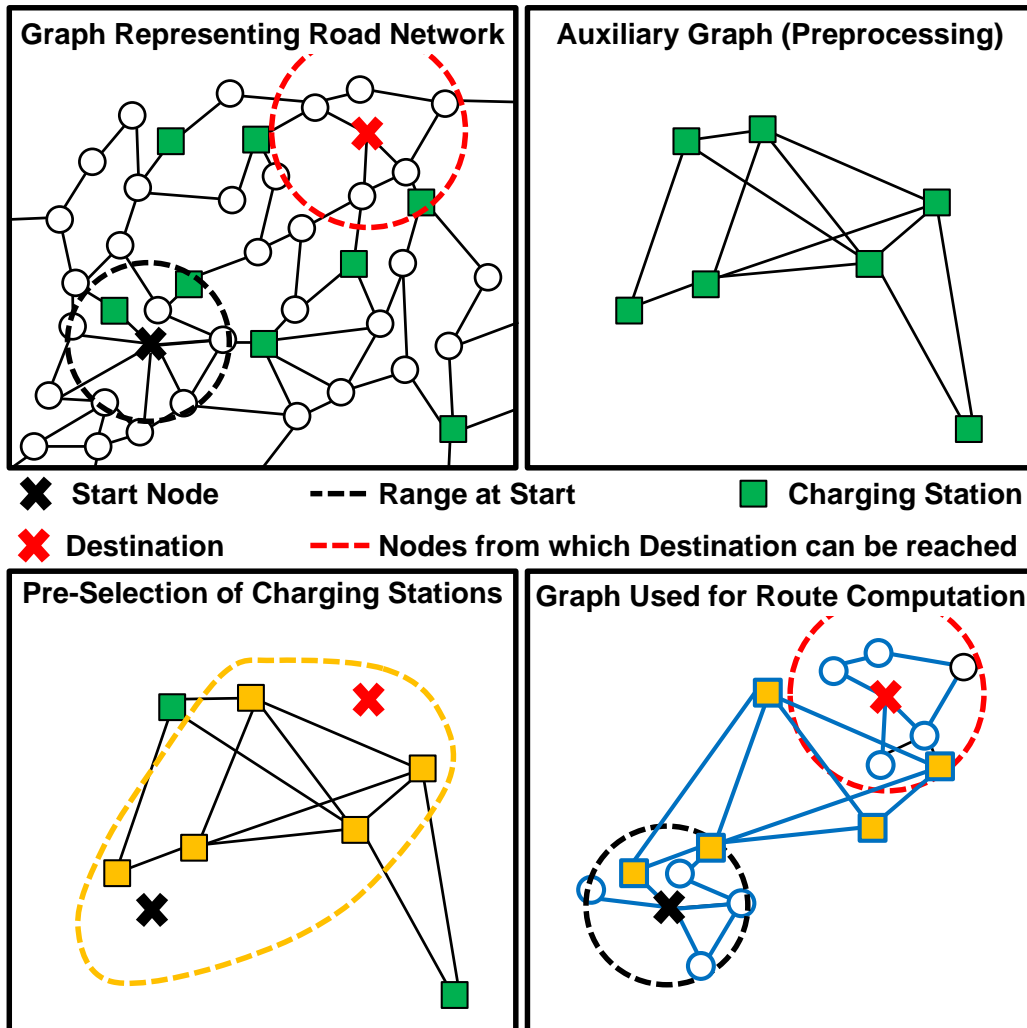 Graph Representing Road Network
Auxiliary Graph (Preprocessing)
Start Node
Range at Start
Charging Station
Destination
Nodes from which Destination can be reached
Pre-Selection of Charging Stations
Graph Used for Route Computation